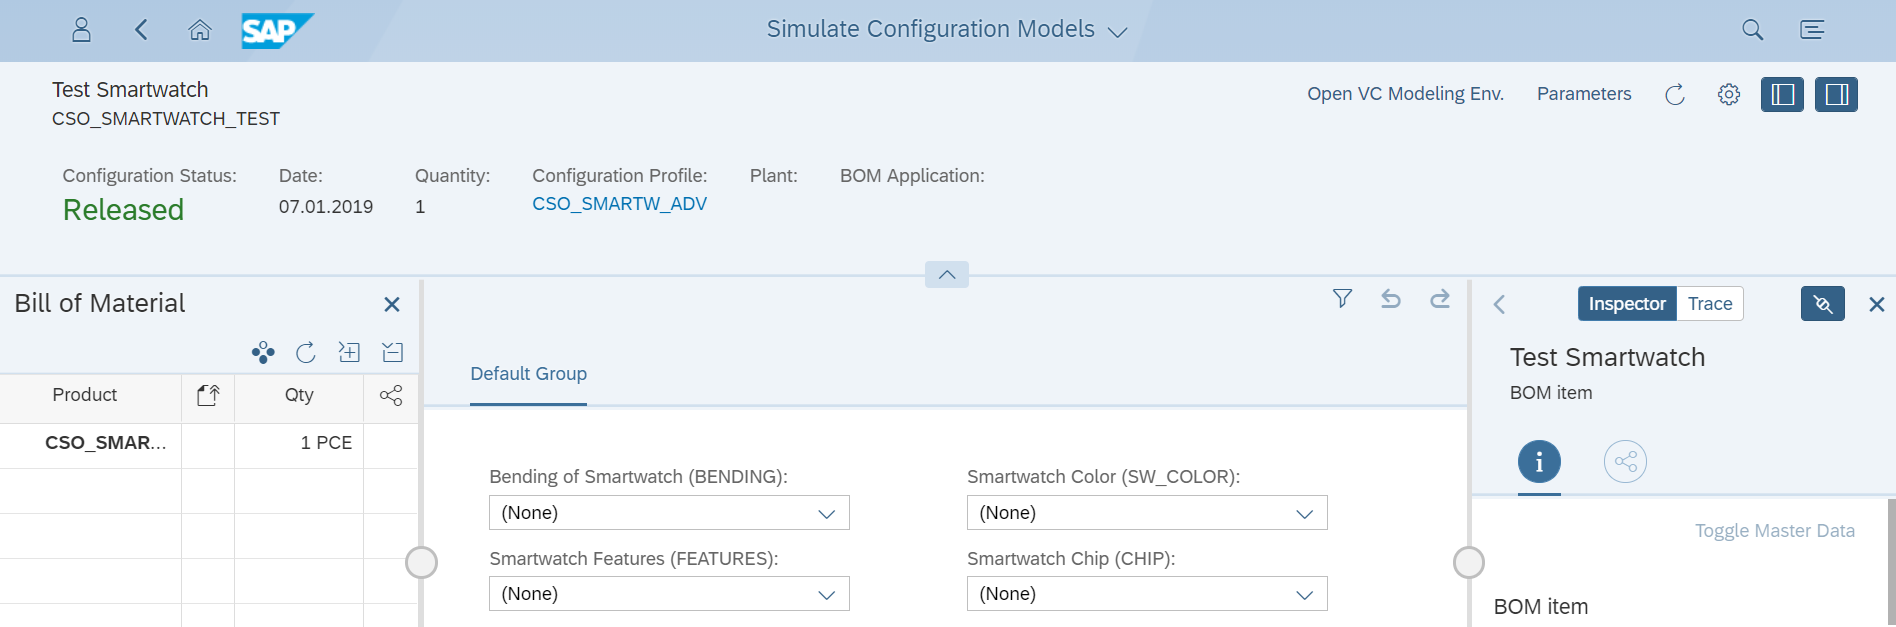 SAP
Simulate Configuration Models
Test Smartwatch
CSO_SMARTWATCH_TEST
Open VC Modeling Env.
Parameters
Configuration Status:
Released
Date:
07.01.2019
Quantity:
1
Configuration Profile:
CSO_SMARTW_ADV
Plant:
BOM Application:
Bill of Material
Product
Qty
CSO_SMAR...
1 PCE
Default Group
Bending of Smartwatch (BENDING):
(None)
Smartwatch Color (SW_COLOR):
(None)
Smartwatch Features (FEATURES):
(None)
Smartwatch Chip (CHIP):
(None)
Inspector
Trace
Test Smartwatch
BOM item
Toggle Master Data
BOM item